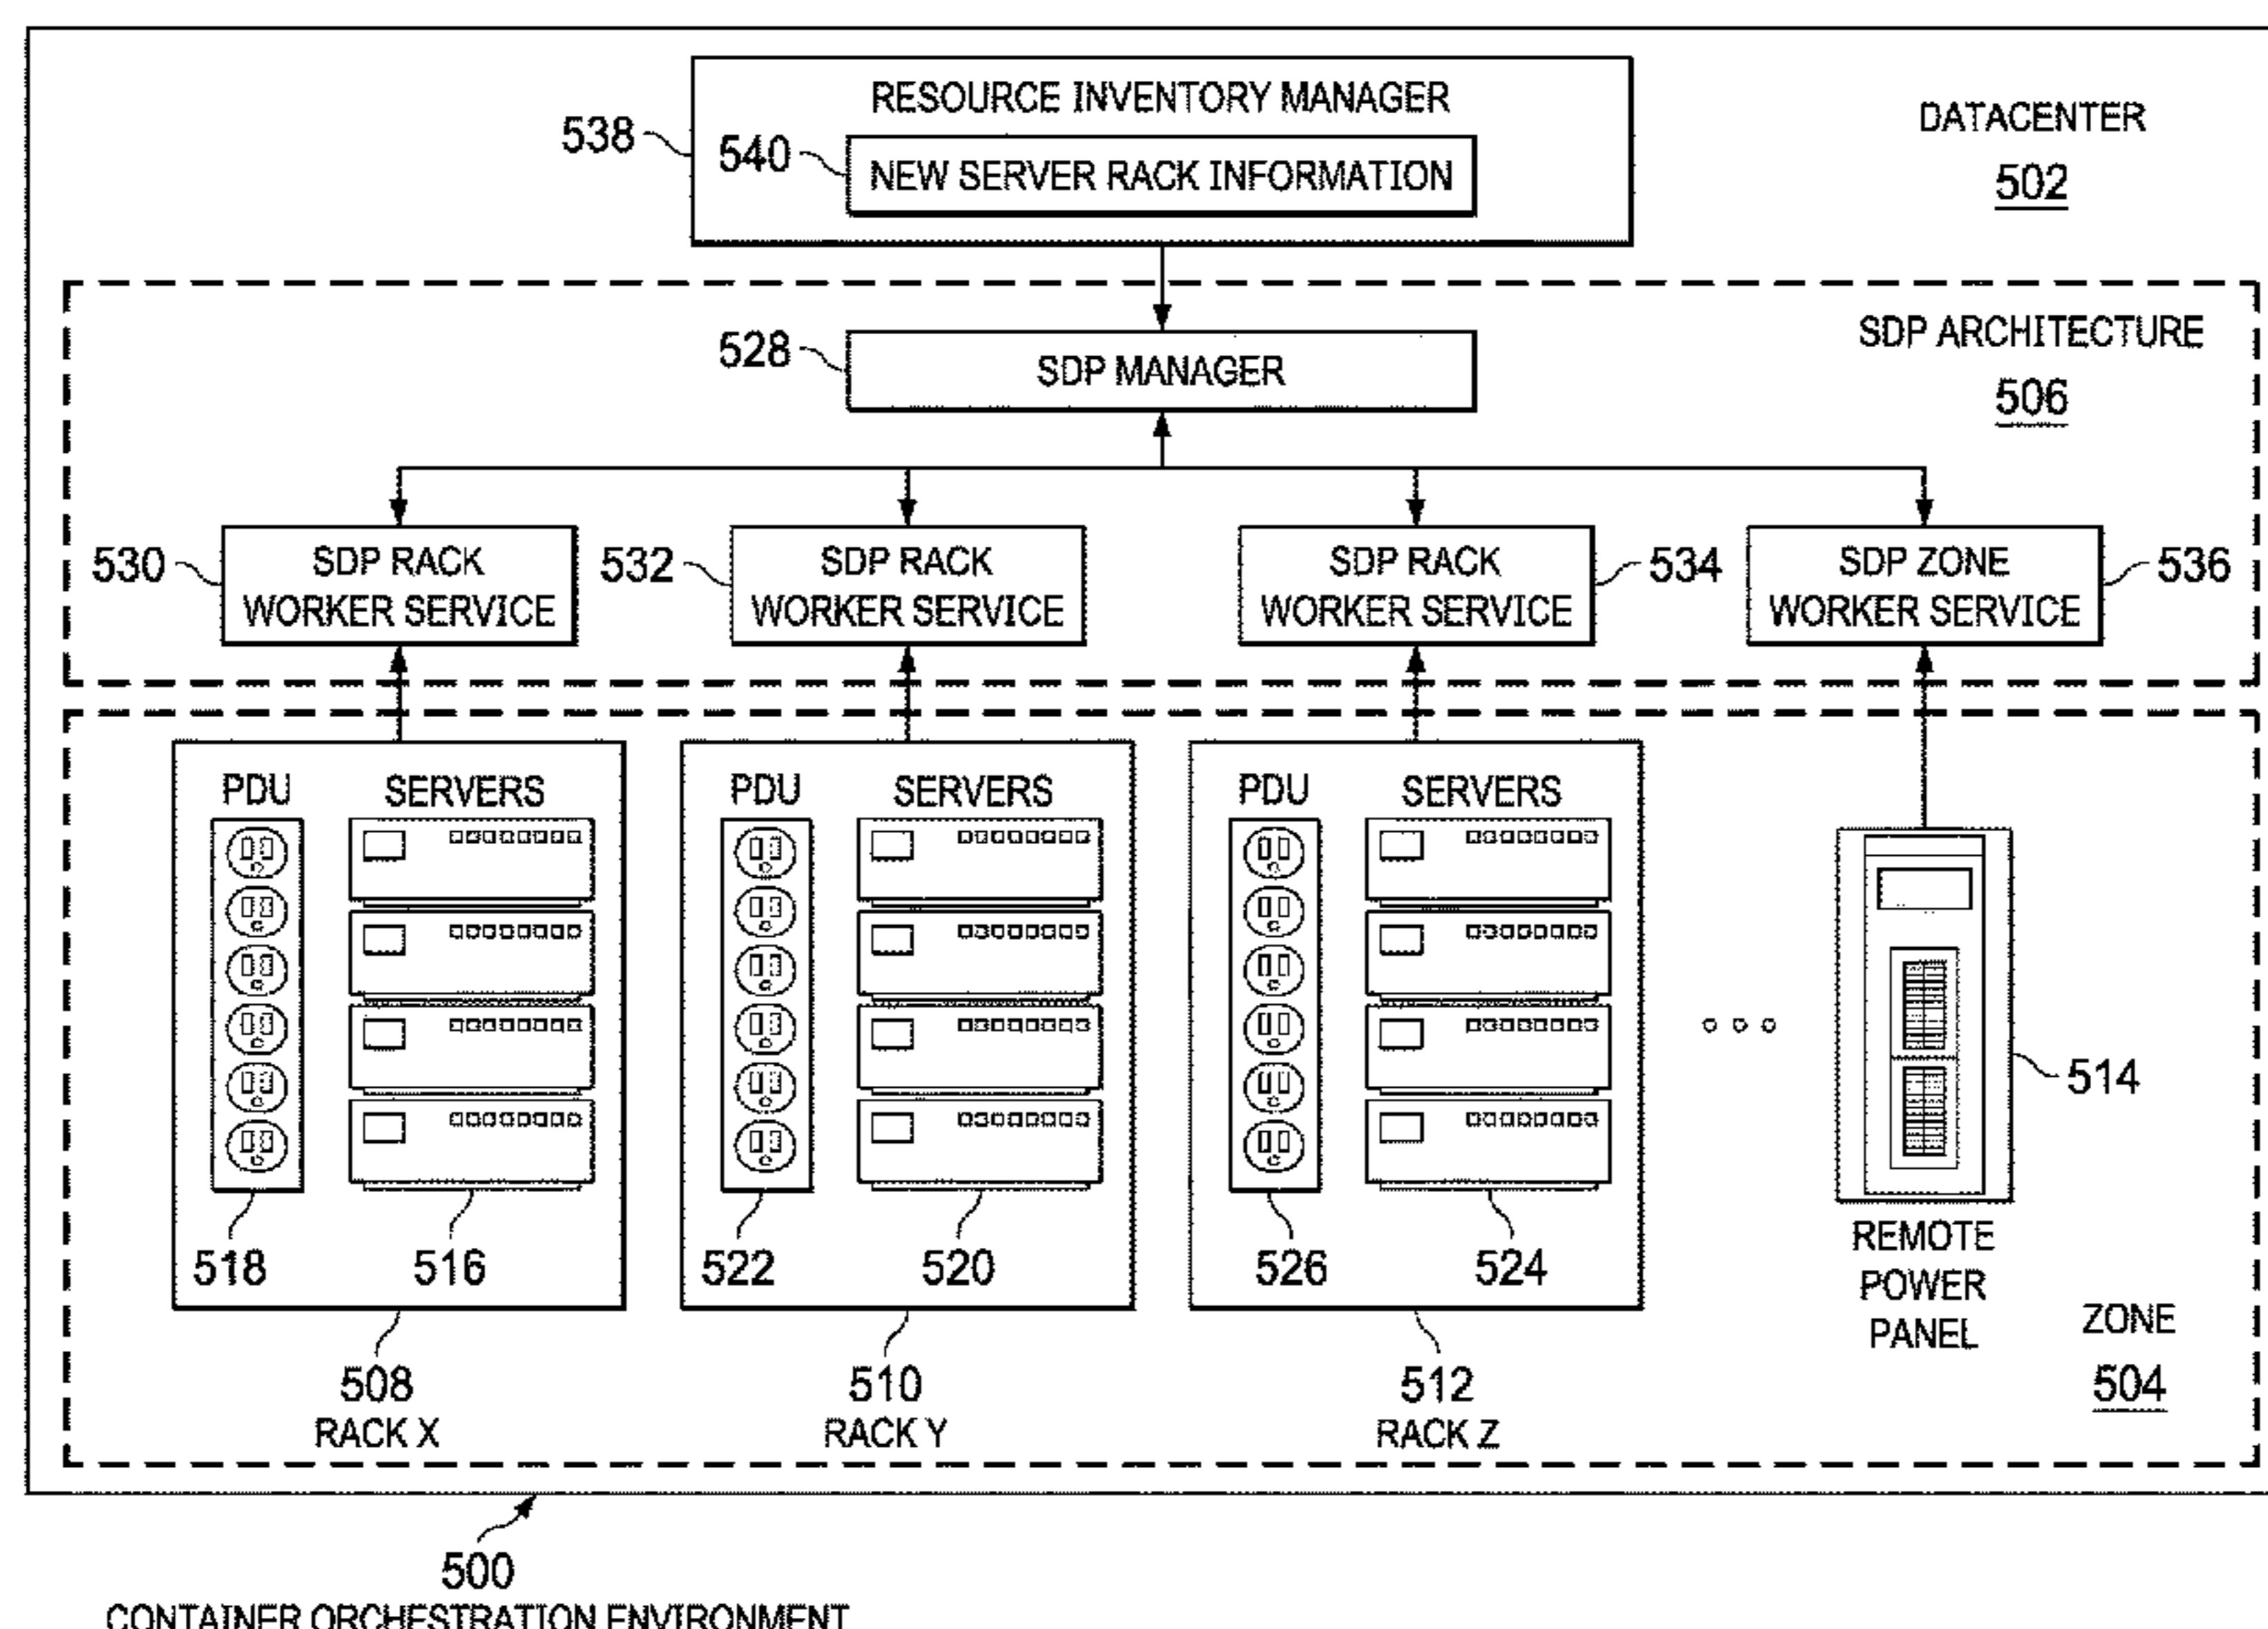 RESOURCE INVENTORY MANAGER
538
540
NEW SERVER RACK INFORMATION
DATACENTER
502
SDP ARCHITECTURE
506
528
SDP MANAGER
530
SDP RACK
WORKER SERVICE
532
SDP RACK
WORKER SERVICE
SDP RACK
WORKER SERVICE
534
SDP ZONE
WORKER SERVICE
536
PDU
SERVERS
518
516
508
RACK X
PDU
SERVERS
522
520
510
RACK Y
PDU
SERVERS
526
524
512
RACK Z
514
REMOTE
POWER
PANEL
ZONE
504
500
CONTAINER ORCHESTRATION ENVIRONMENT